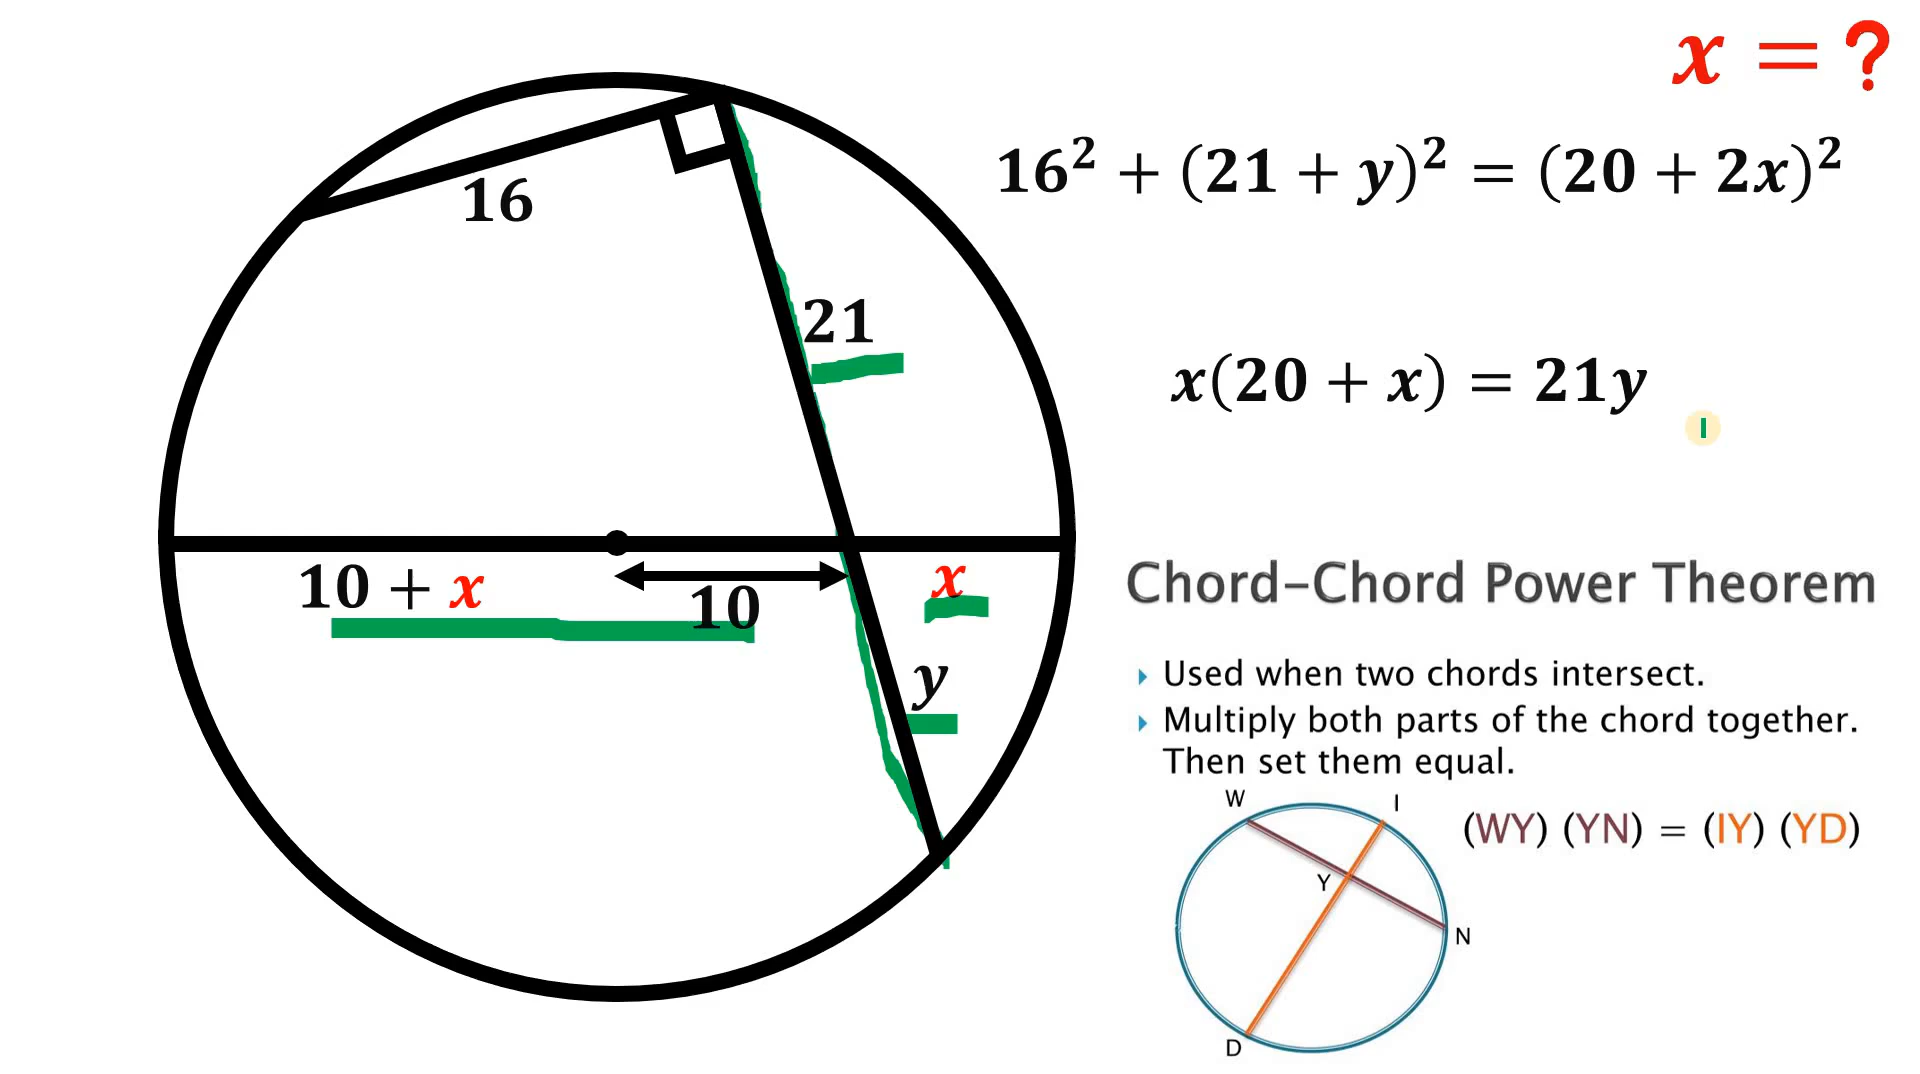 x = ?
16² + (21 + y)² = (20 + 2x)²
16
21
x(20 + x) = 21y
10 + x
10
x
y
Chord–Chord Power Theorem
Used when two chords intersect.
Multiply both parts of the chord together.
Then set them equal.
W
I
(WY) (YN) = (IY) (YD)
Y
N
D